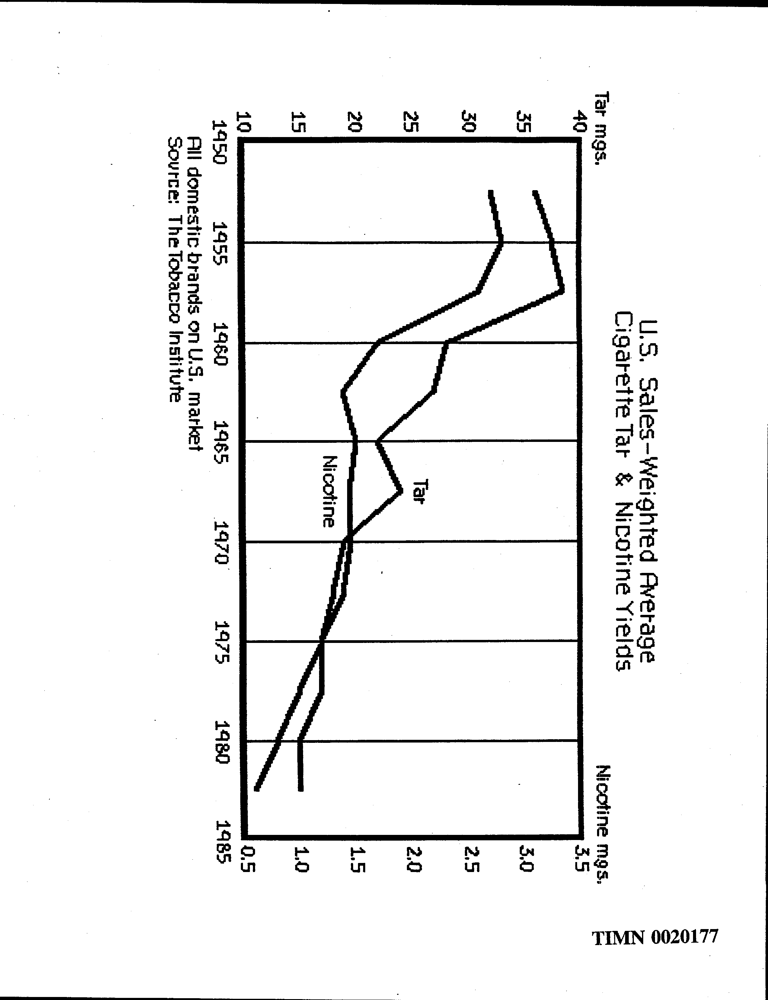 U.S. Sales-Weighted Average
Cigarette Tar & Nicotine Yields
Tar mgs.
Nicotine mgs.
40
35
30
25
20
15
10
3.5
3.0
2.5
2.0
1.5
1.0
0.5
Tar
Nicotine
1950
1955
1960
1965
1970
1975
1980
1985
All domestic brands on U.S. market
Source: The Tobacco Institute
TIMN 0020177